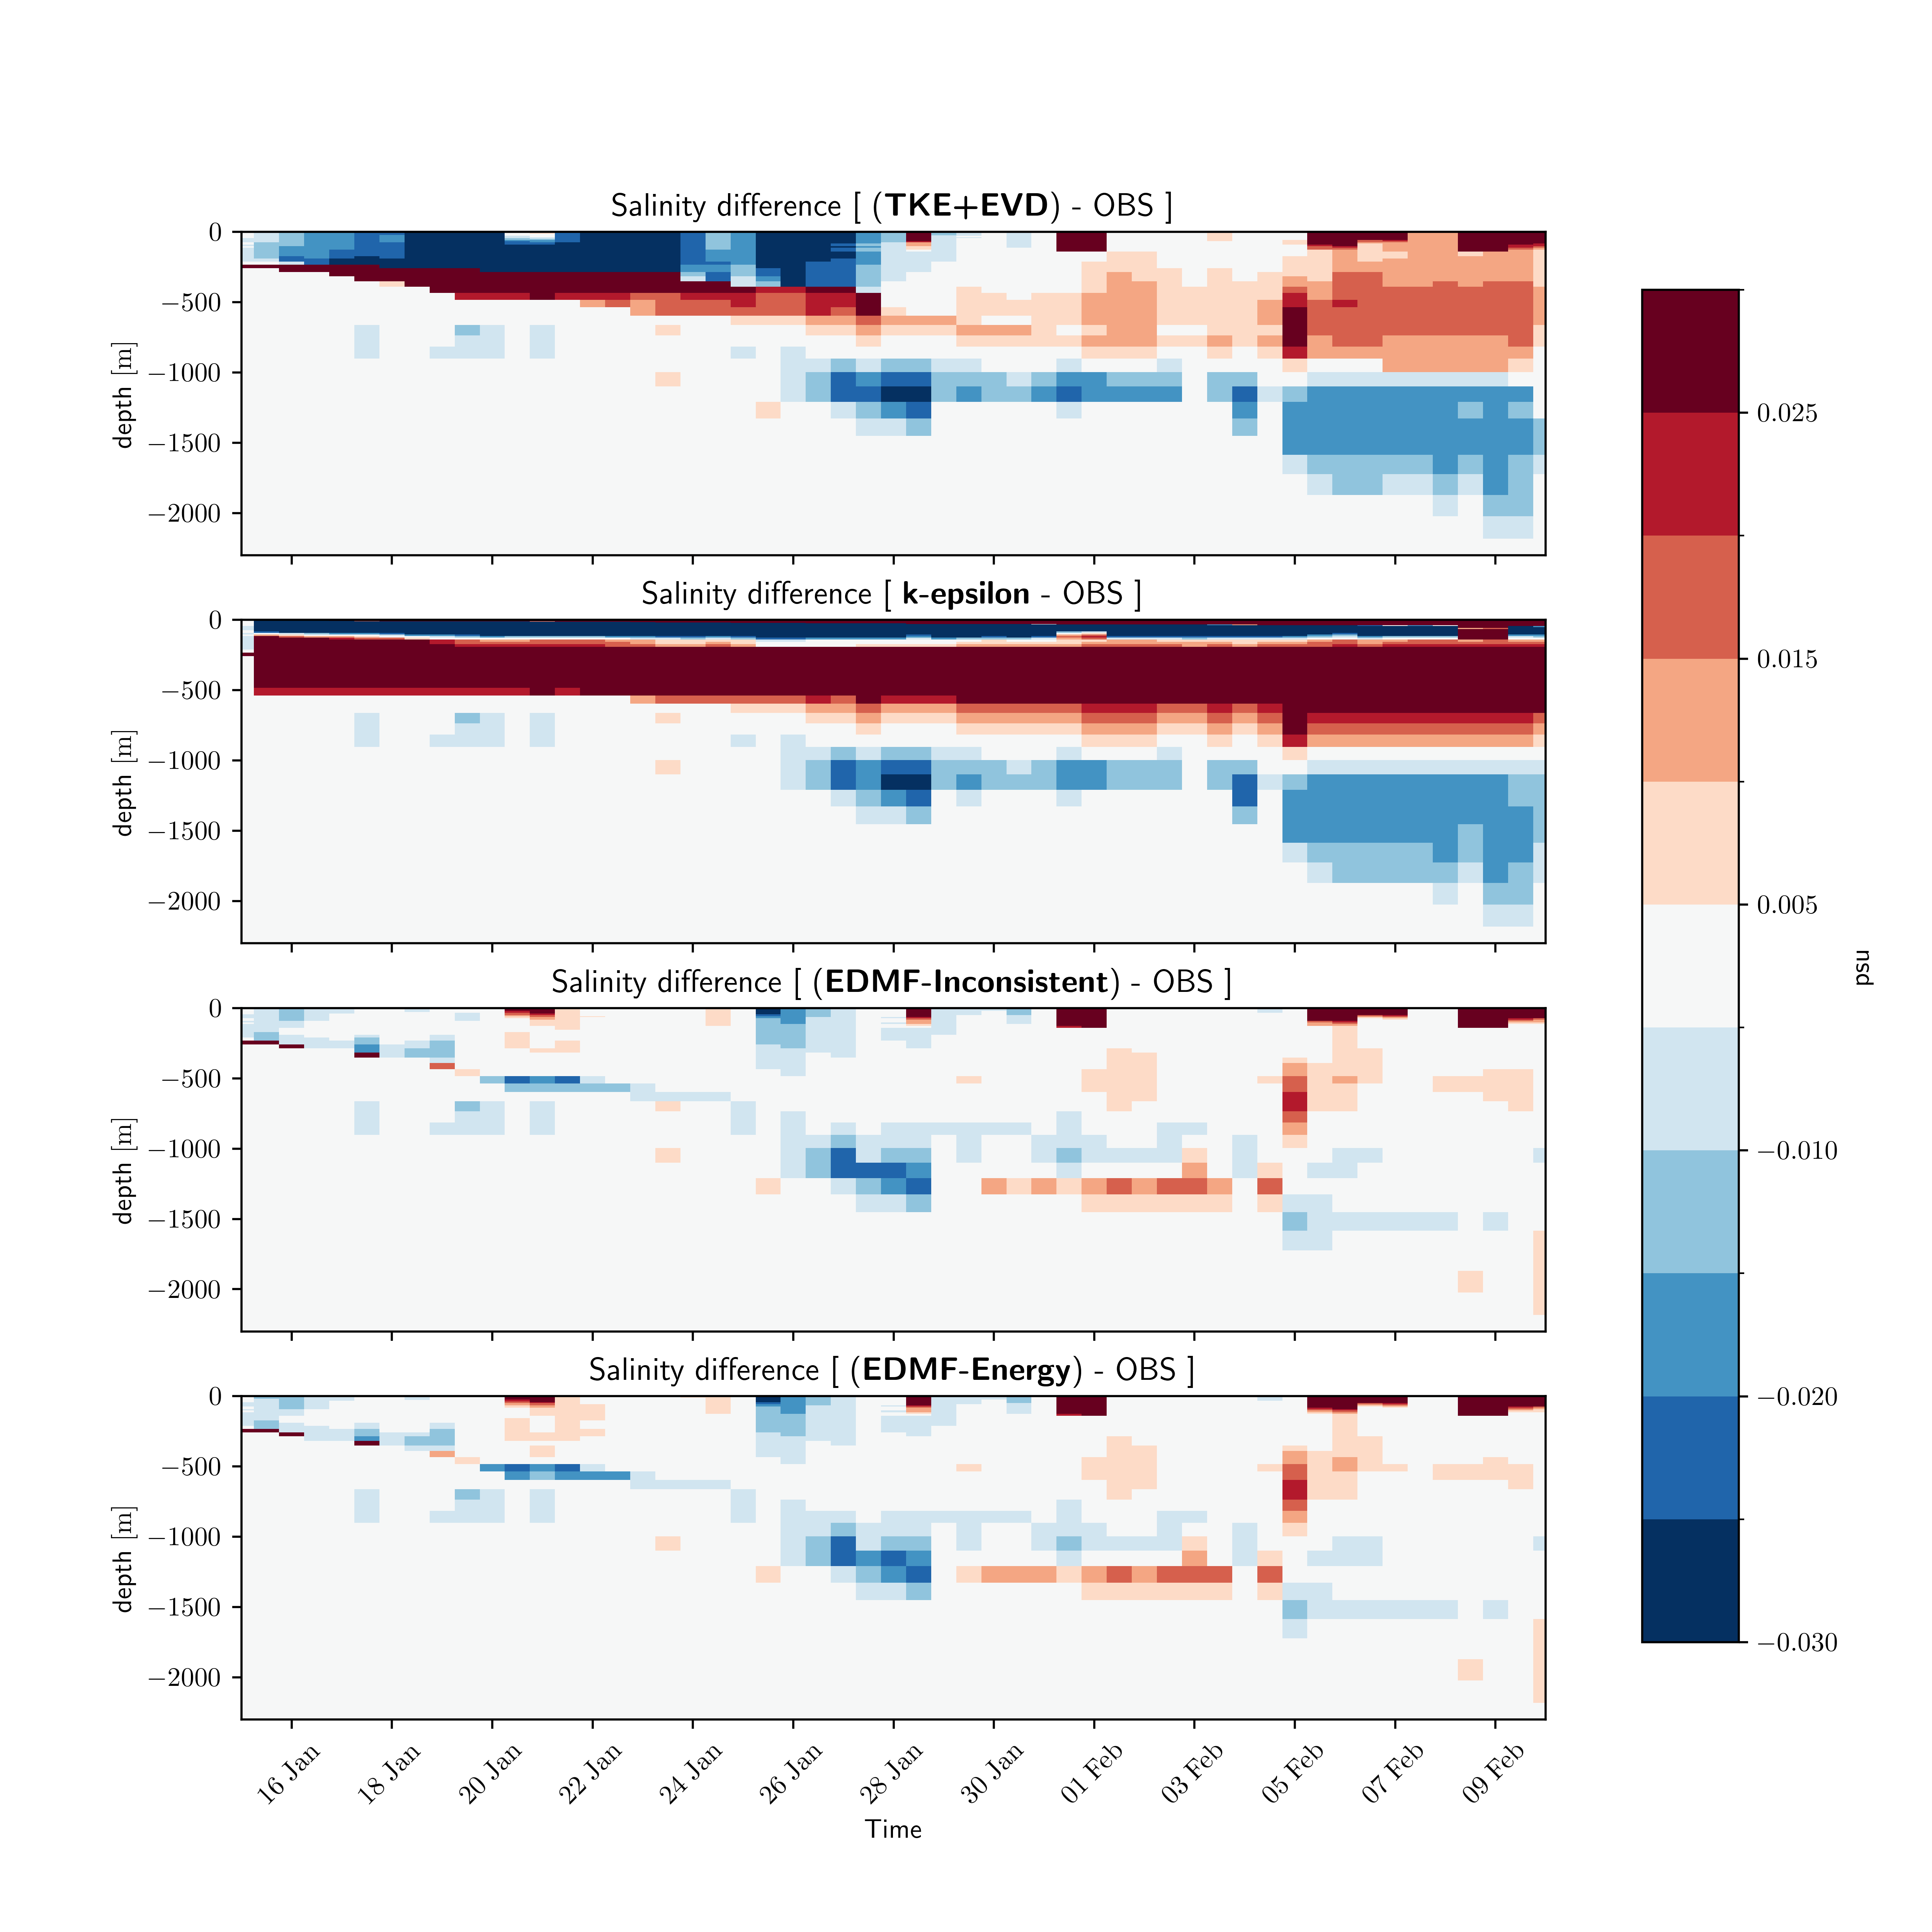 Salinity difference [ (TKE+EVD) - OBS ]
0
−500
−1000
−1500
−2000
depth [m]
Salinity difference [ k-epsilon - OBS ]
0
−500
−1000
−1500
−2000
depth [m]
Salinity difference [ (EDMF-Inconsistent) - OBS ]
0
−500
−1000
−1500
−2000
depth [m]
Salinity difference [ (EDMF-Energy) - OBS ]
0
−500
−1000
−1500
−2000
depth [m]
16 Jan
18 Jan
20 Jan
22 Jan
24 Jan
26 Jan
28 Jan
30 Jan
01 Feb
03 Feb
05 Feb
07 Feb
09 Feb
Time
0.025
0.015
0.005
−0.010
−0.020
−0.030
psu